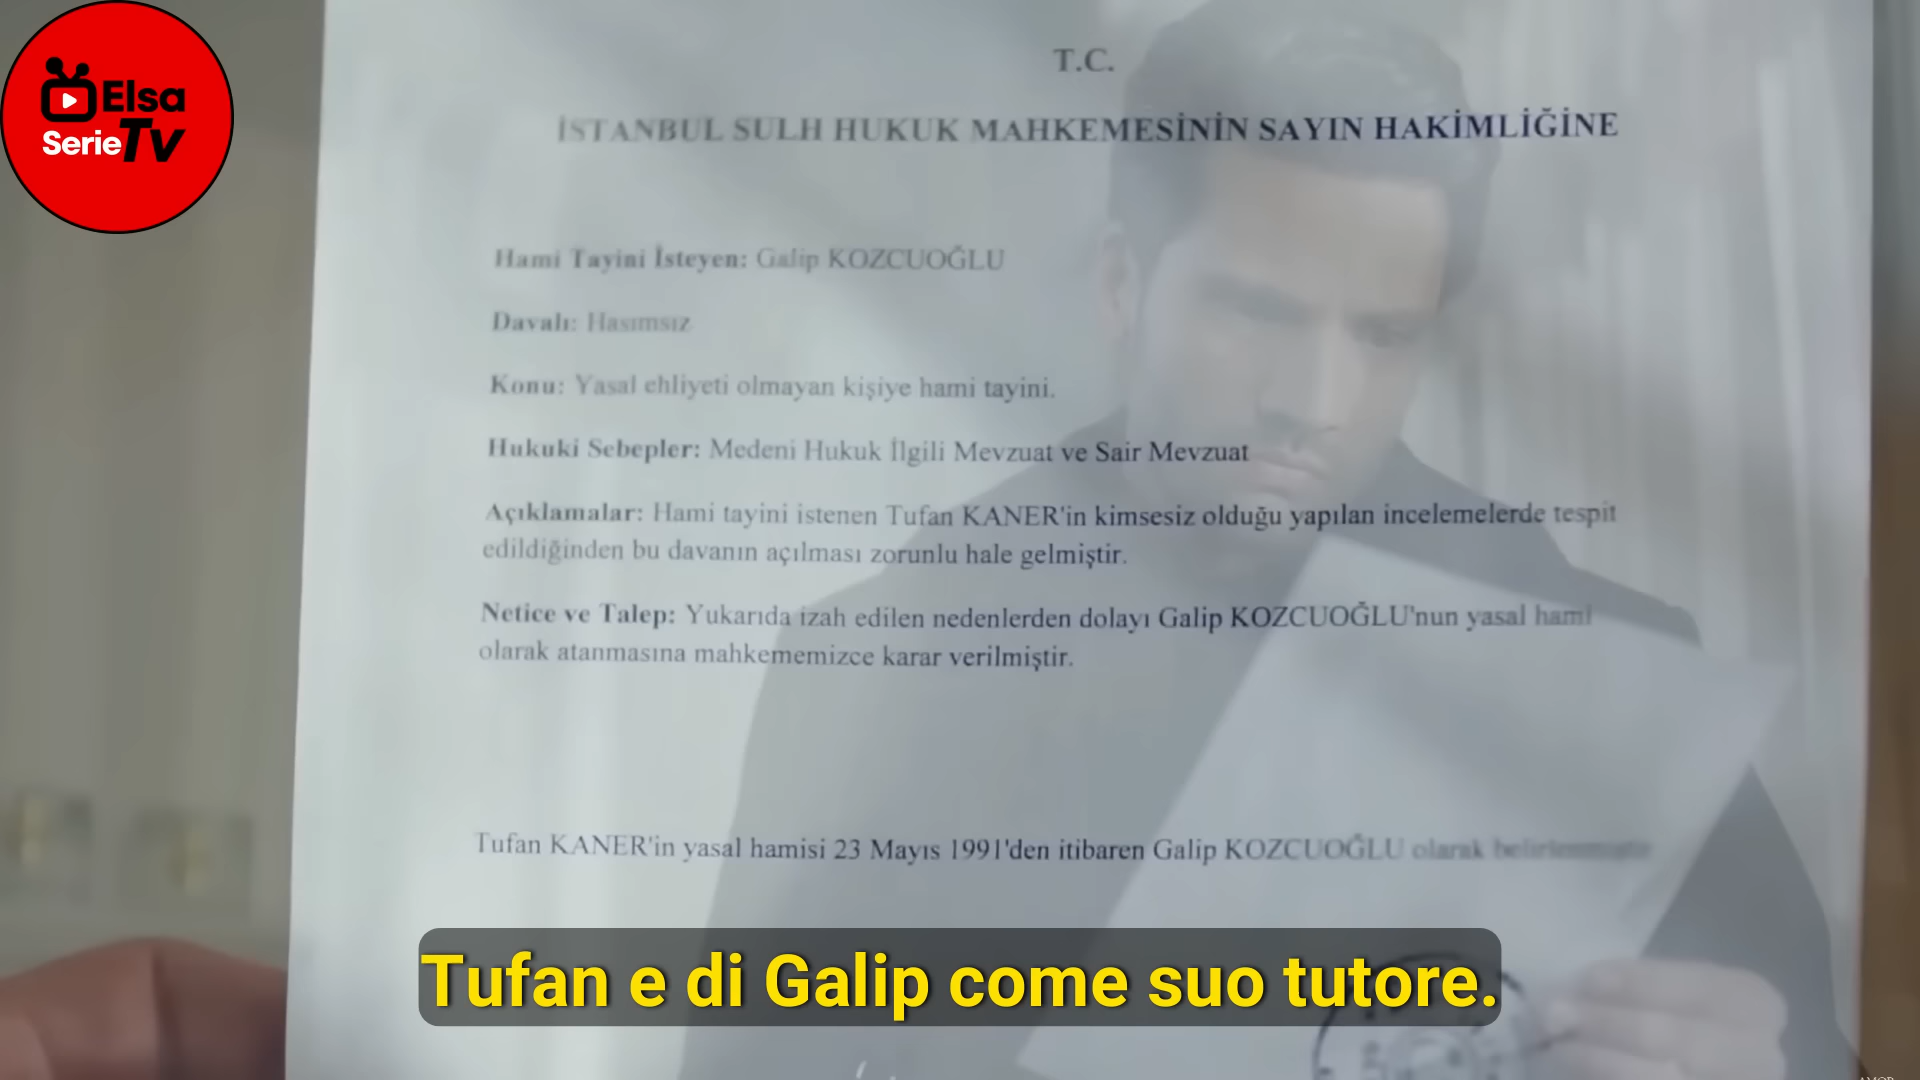 Elsa
SerieTv
T.C.
İSTANBUL SULH HUKUK MAHKEMESİNİN SAYIN HAKİMLİĞİNE
Hami Tayini İsteyen: Galip KOZCUOĞLU
Davalı: Hasımsız
Konu: Yasal ehliyeti olmayan kişiye hami tayini.
Hukuki Sebepler: Medeni Hukuk İlgili Mevzuat ve Sair Mevzuat
Açıklamalar: Hami tayini istenen Tufan KANER'in kimsesiz olduğu yapılan incelemelerde tespit
edildiğinden bu davanın açılması zorunlu hale gelmiştir.
Netice ve Talep: Yukarıda izah edilen nedenlerden dolayı Galip KOZCUOĞLU'nun yasal hami
olarak atanmasına mahkememizce karar verilmiştir.
Tufan KANER'in yasal hamisi 23 Mayıs 1991'den itibaren Galip KOZCUOĞLU olarak
Tufan e di Galip come suo tutore.